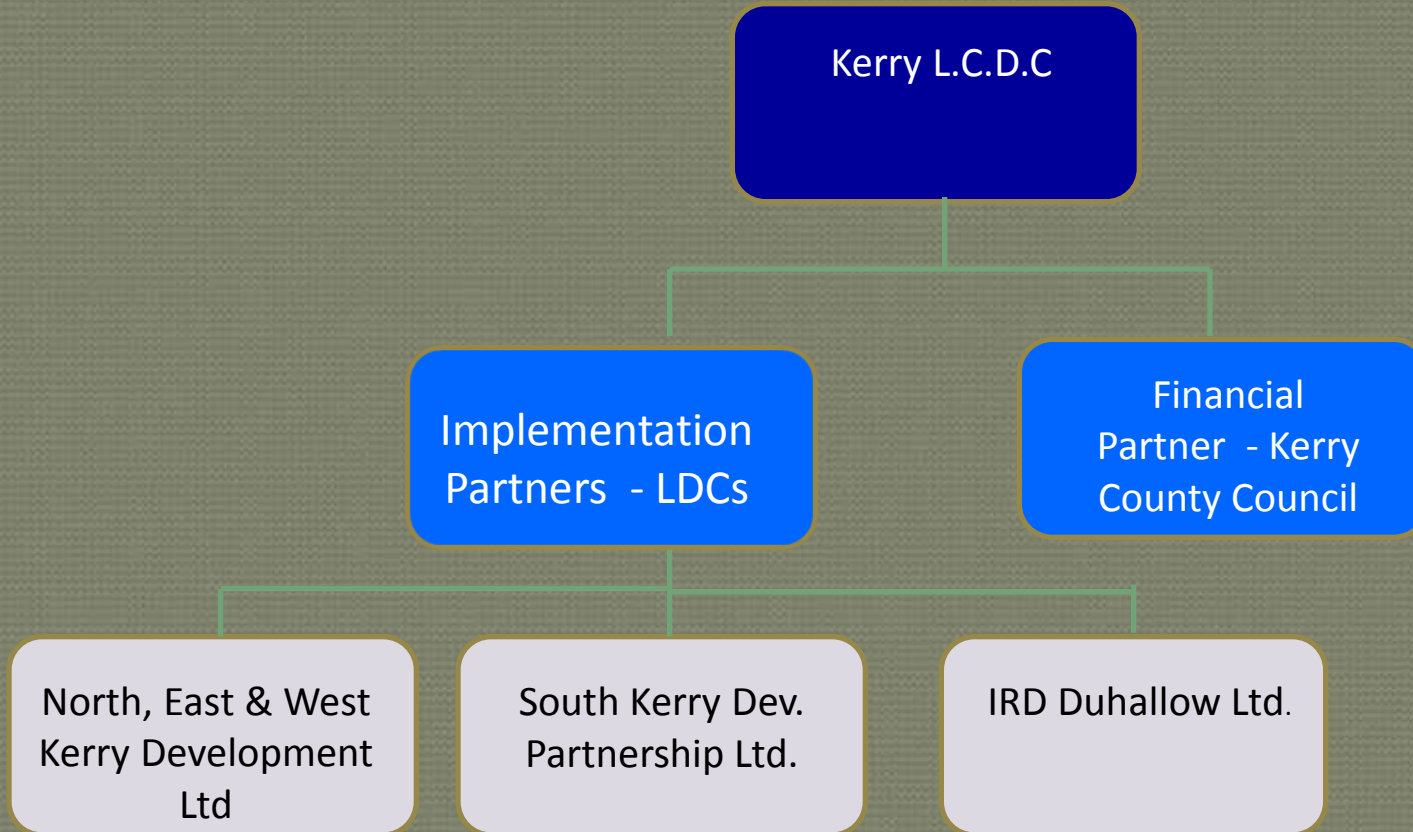 Kerry L.C.D.C
Implementation
Partners - LDCs
Financial
Partner - Kerry
County Council
North, East & West
Kerry Development
Ltd
South Kerry Dev.
Partnership Ltd.
IRD Duhallow Ltd.